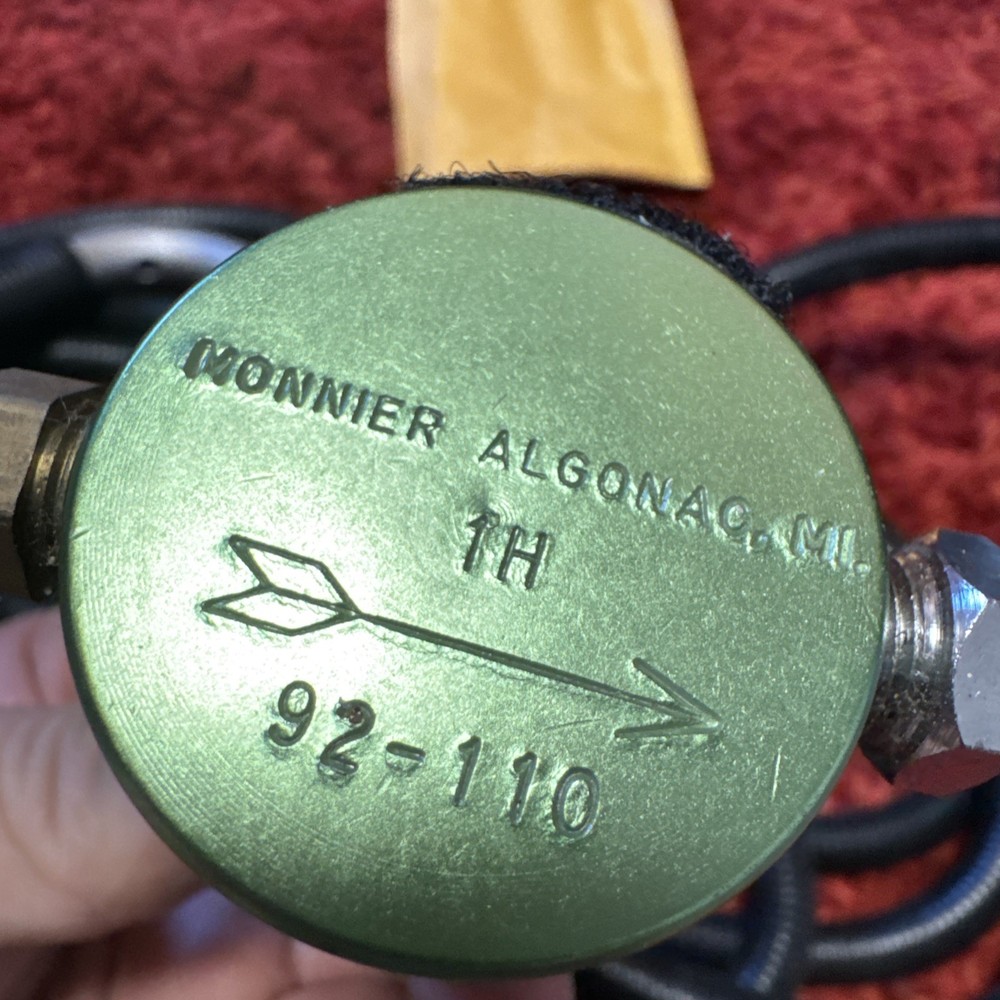 MONNIER ALGONAC, MI.
1H
92-110